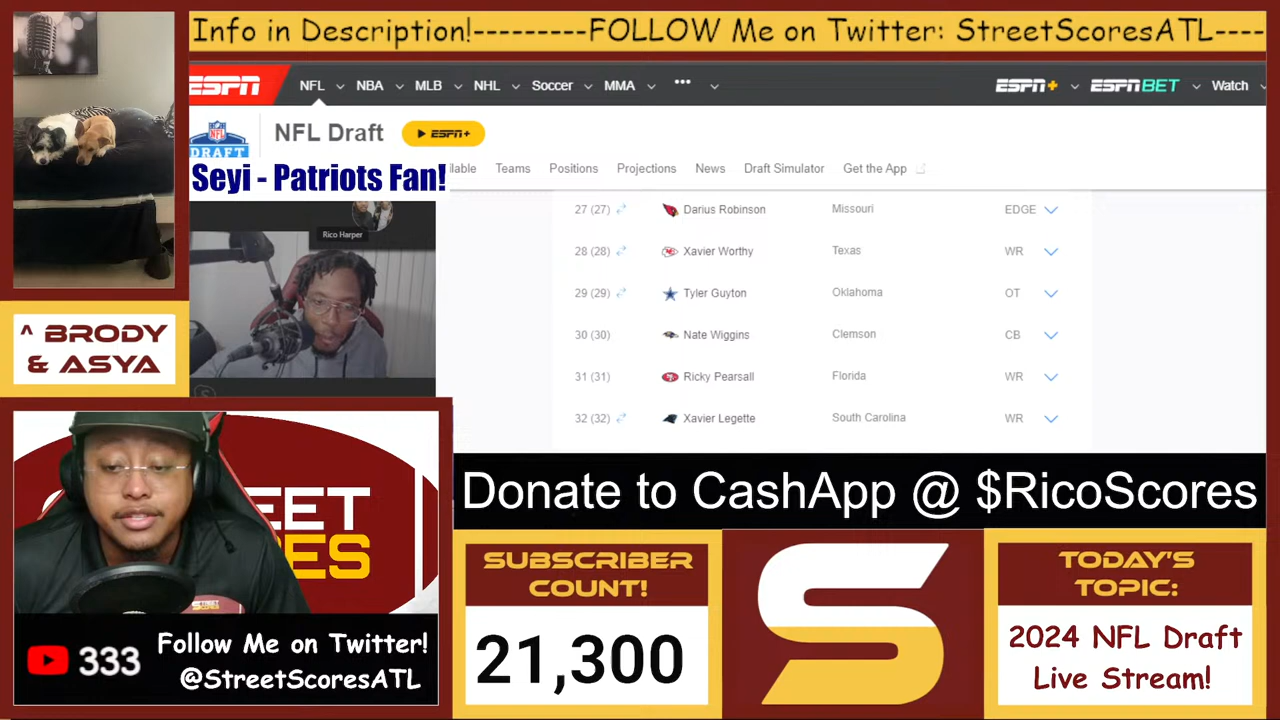 Info in Description!---------FOLLOW Me on Twitter: StreetScoresATL----
ESPN NFL NBA MLB NHL Soccer MMA ••• ESPN+ ESPN BET Watch
NFL
DRAFT
NFL Draft ESPN+
Seyi - Patriots Fan!
ilable Teams Positions Projections News Draft Simulator Get the App
27 (27) Darius Robinson Missouri EDGE
28 (28) Xavier Worthy Texas WR
29 (29) Tyler Guyton Oklahoma OT
30 (30) Nate Wiggins Clemson CB
31 (31) Ricky Pearsall Florida WR
32 (32) Xavier Legette South Carolina WR
Rico Harper
^ BRODY
& ASYA
Donate to CashApp @ $RicoScores
SUBSCRIBER
COUNT!
21,300
S
TODAY'S
TOPIC:
2024 NFL Draft
Live Stream!
333
Follow Me on Twitter!
@StreetScoresATL